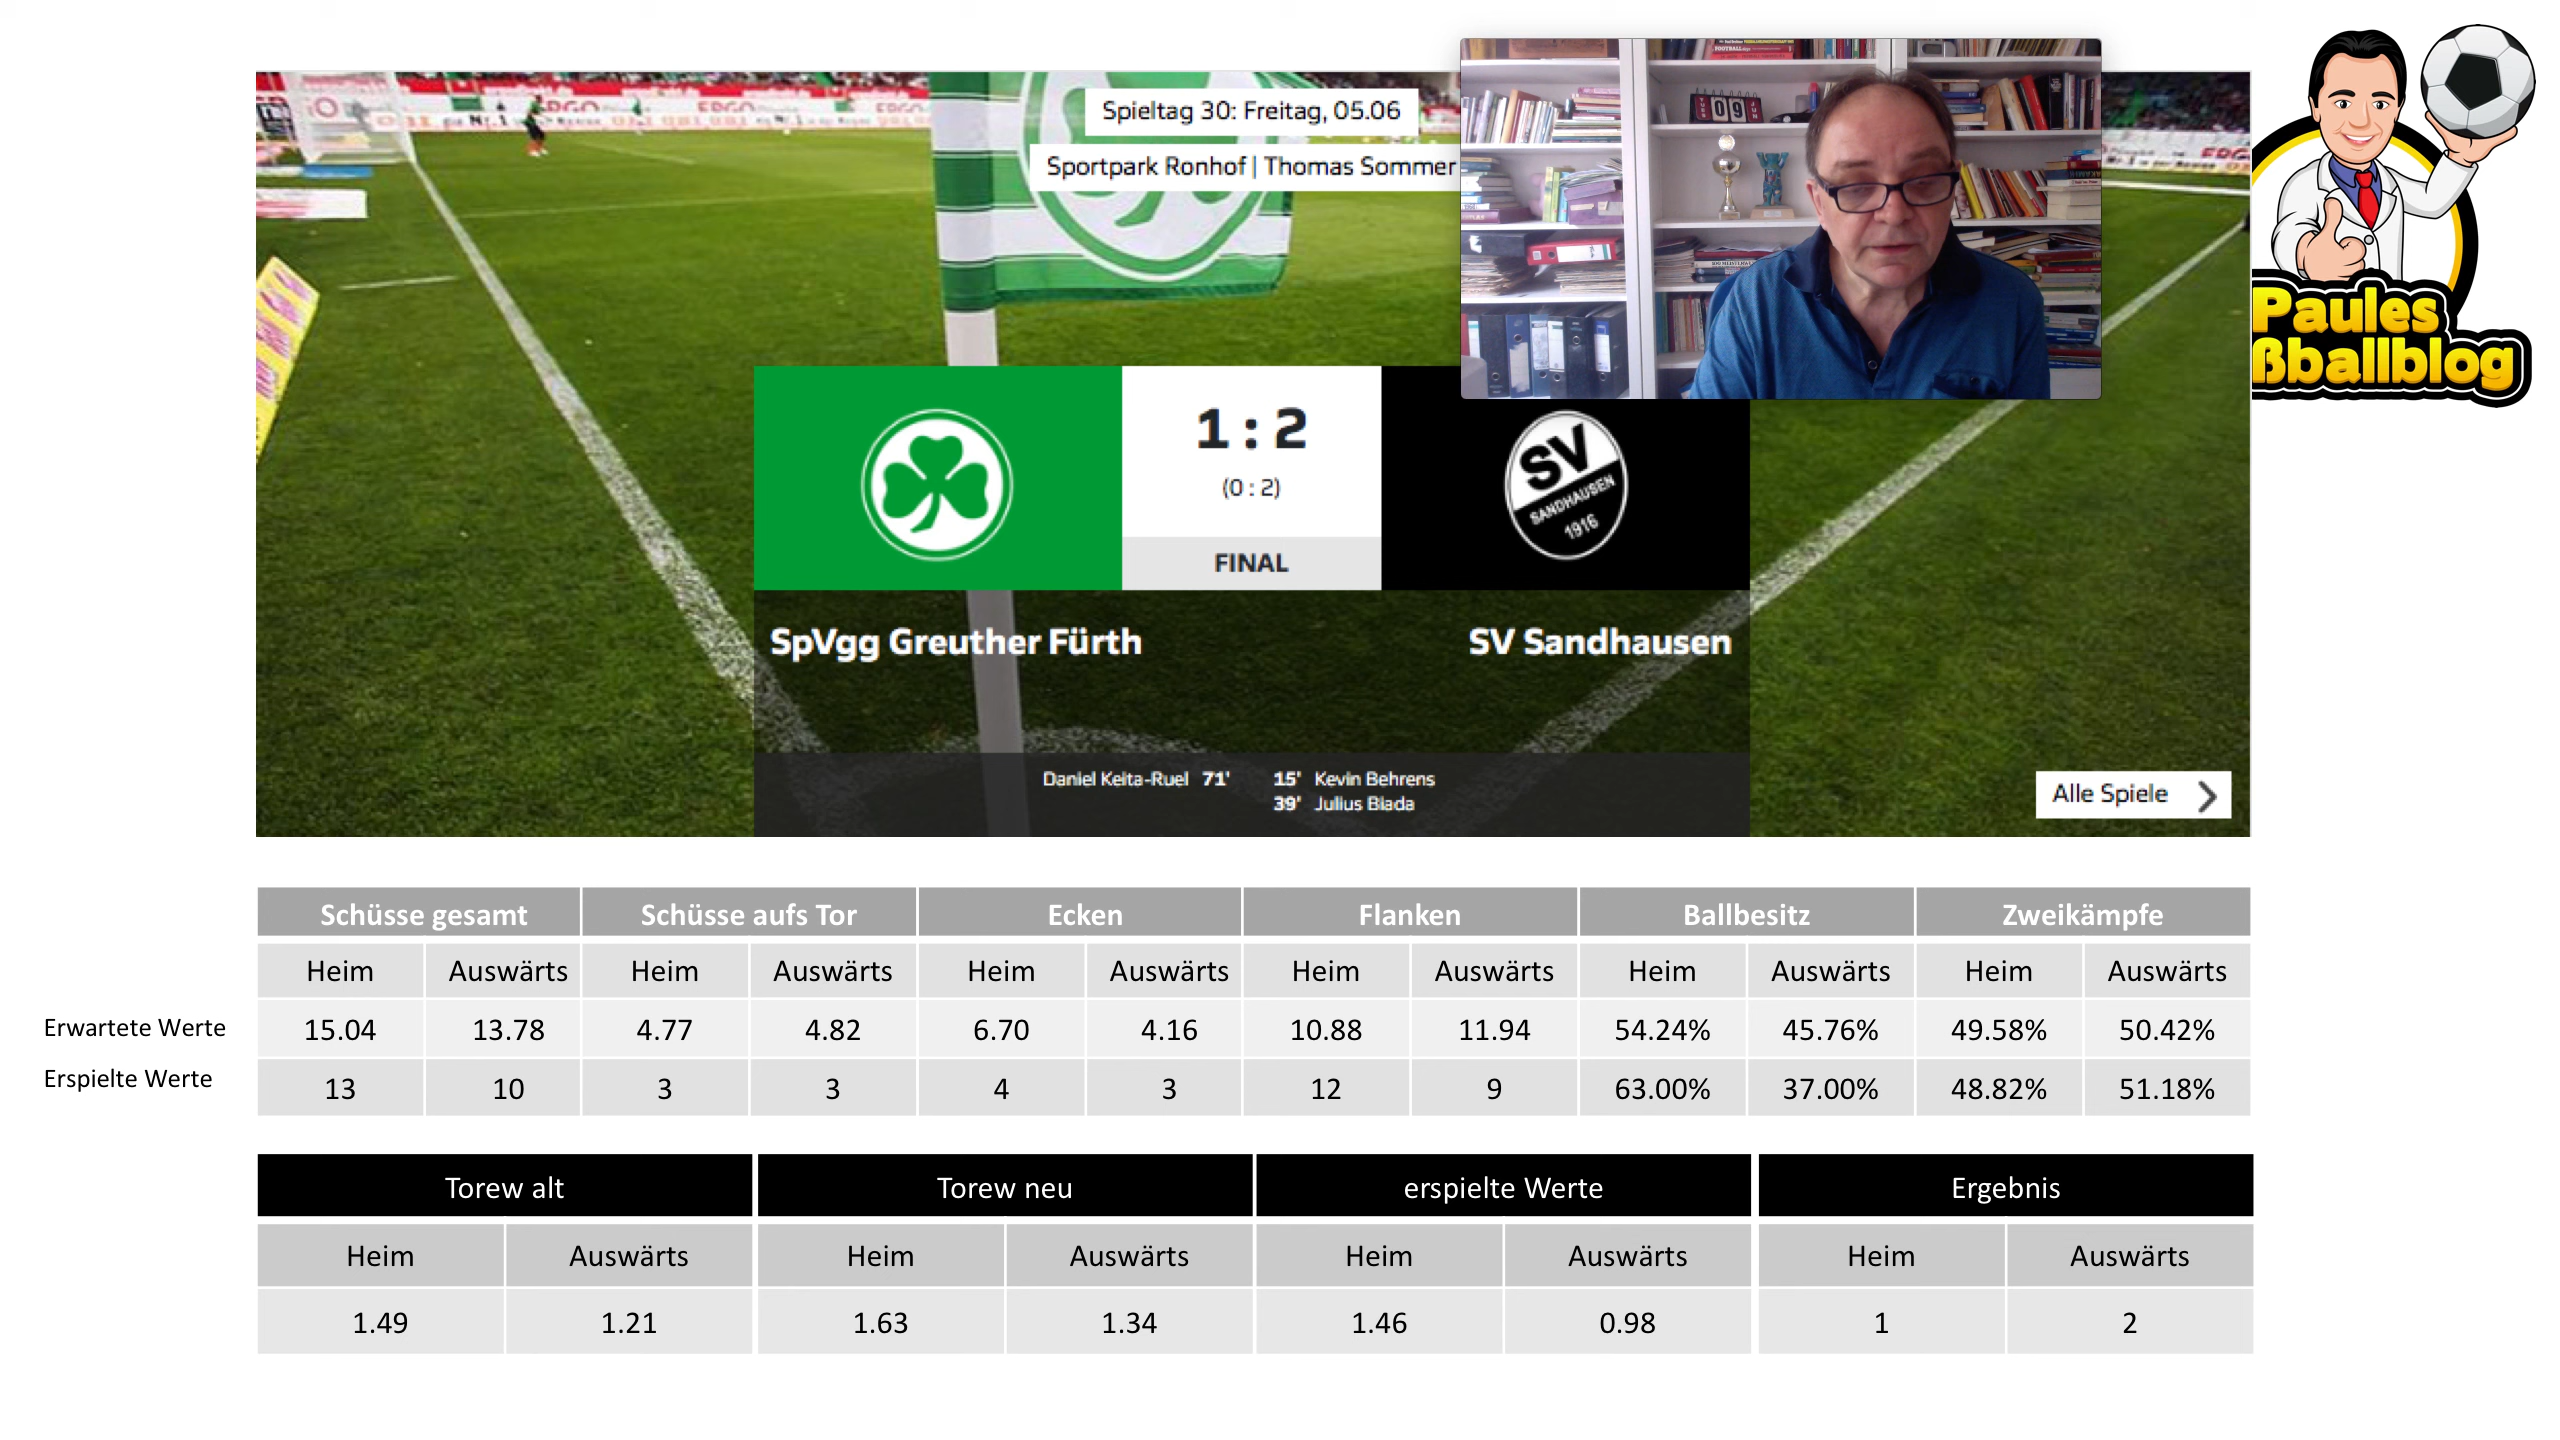 Spieltag 30: Freitag, 05.06
Sportpark Ronhof | Thomas Sommer
FOOTBALL
09
JUN
Paules
ßballblog
ERGO ERGO ERGO
1 : 2
(0 : 2)
FINAL
SV
SANDHAUSEN
1916
SpVgg Greuther Fürth SV Sandhausen
Daniel Keita-Ruel 71' 15' Kevin Behrens
39' Julius Biada
Alle Spiele
Schüsse gesamt Schüsse aufs Tor Ecken Flanken Ballbesitz Zweikämpfe
Heim Auswärts Heim Auswärts Heim Auswärts Heim Auswärts Heim Auswärts Heim Auswärts
Erwartete Werte 15.04 13.78 4.77 4.82 6.70 4.16 10.88 11.94 54.24% 45.76% 49.58% 50.42%
Erspielte Werte 13 10 3 3 4 3 12 9 63.00% 37.00% 48.82% 51.18%
Torew alt Torew neu erspielte Werte Ergebnis
Heim Auswärts Heim Auswärts Heim Auswärts Heim Auswärts
1.49 1.21 1.63 1.34 1.46 0.98 1 2